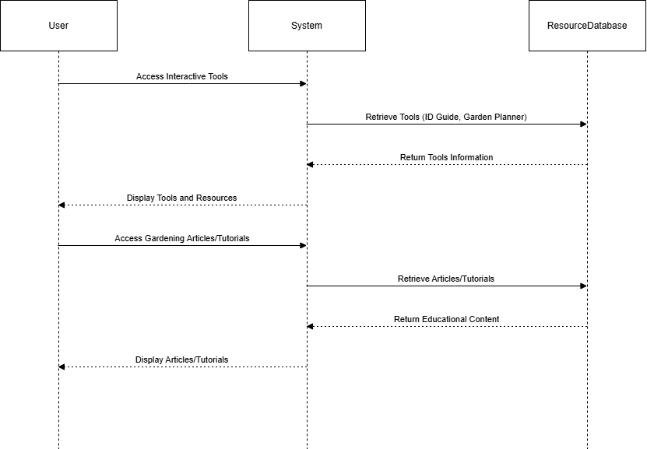 User
System
ResourceDatabase
Access Interactive Tools
Retrieve Tools (ID Guide, Garden Planner)
Return Tools Information
Display Tools and Resources
Access Gardening Articles/Tutorials
Retrieve Articles/Tutorials
Return Educational Content
Display Articles/Tutorials